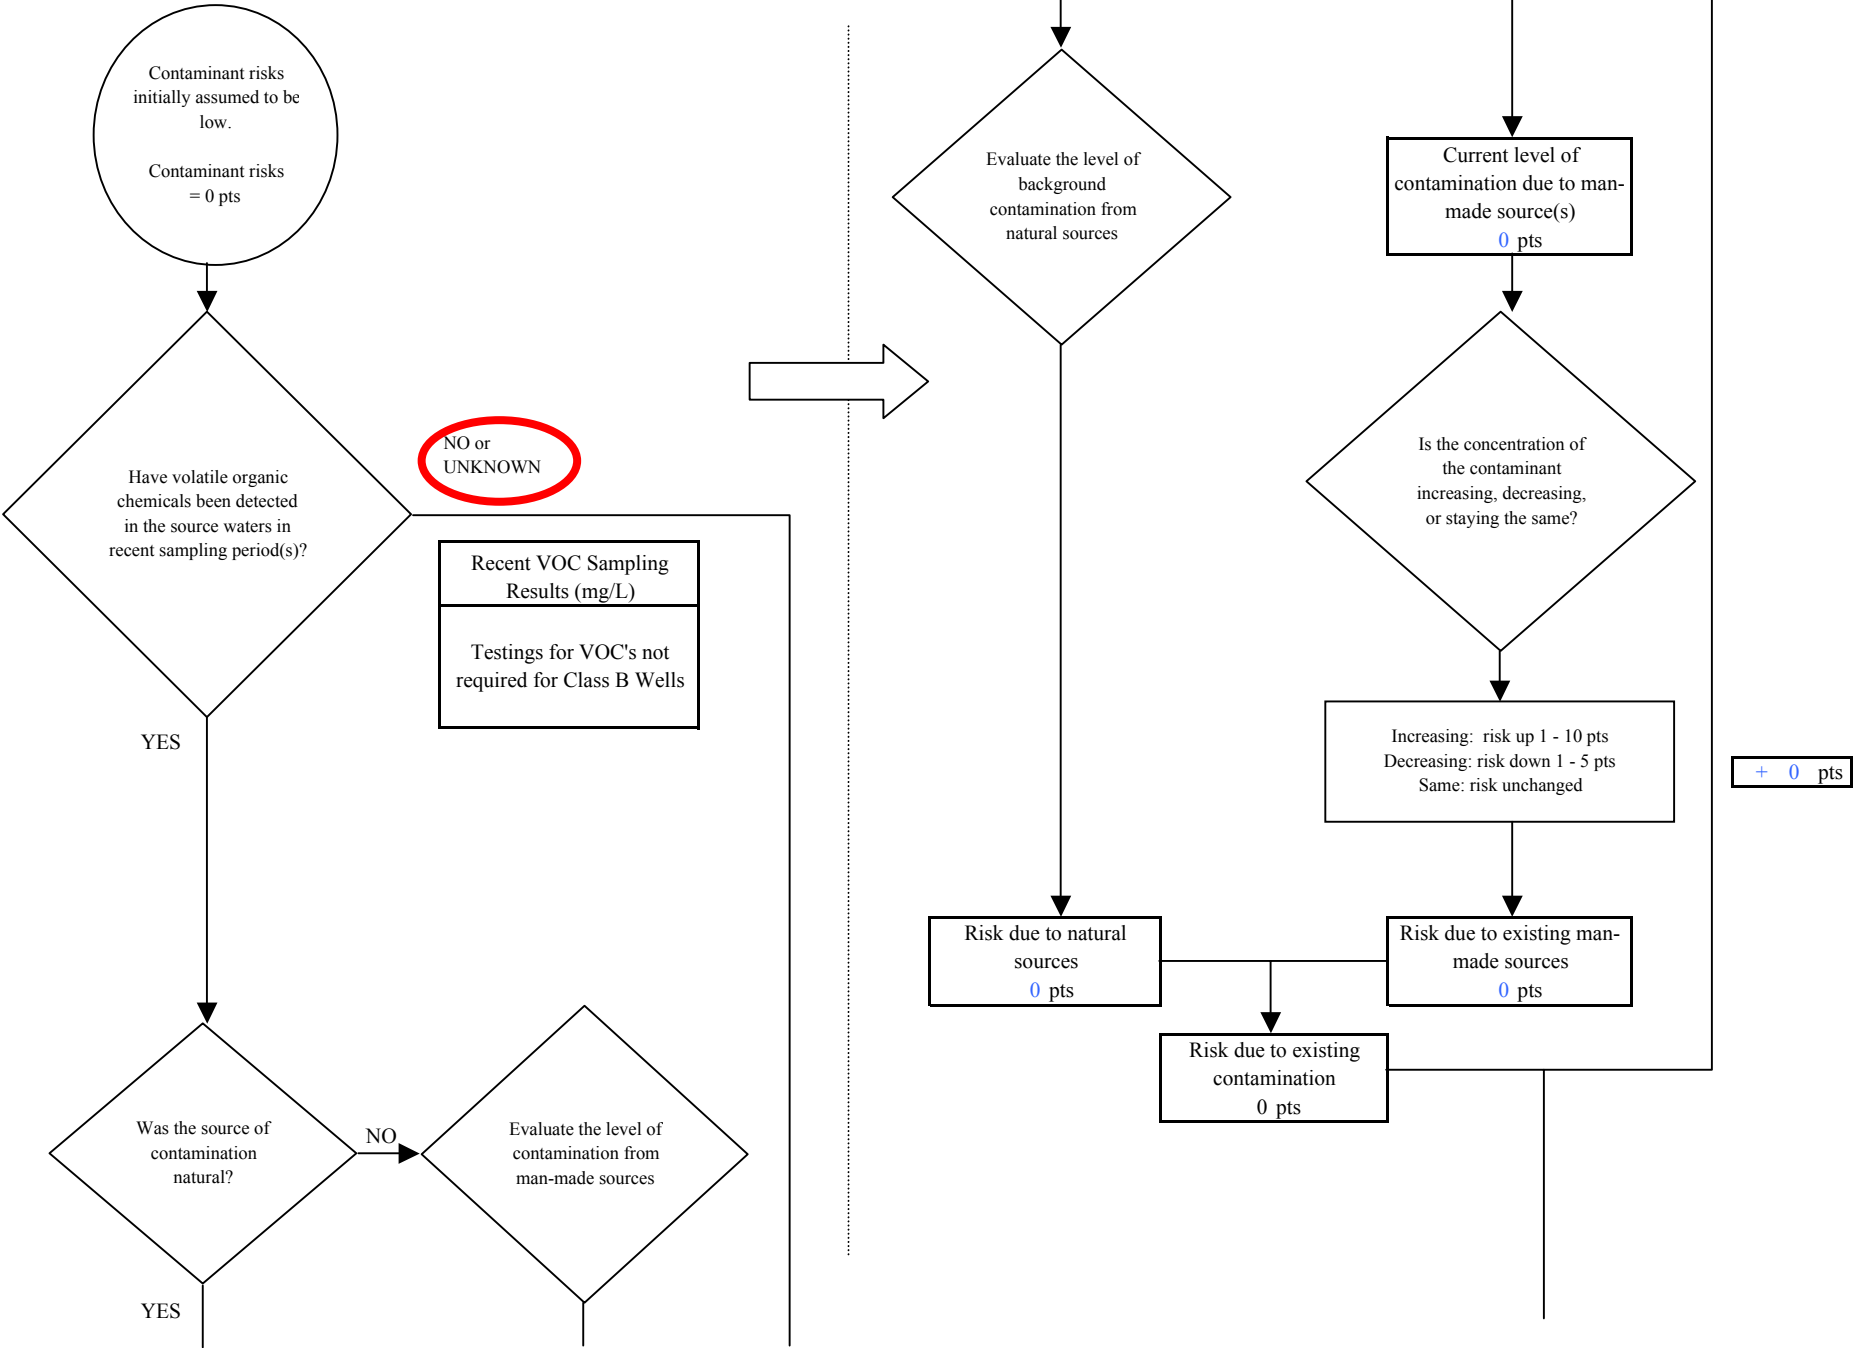 Contaminant risks
initially assumed to be
low.
Contaminant risks
= 0 pts
Have volatile organic
chemicals been detected
in the source waters in
recent sampling period(s)?
NO or
UNKNOWN
Recent VOC Sampling
Results (mg/L)
Testings for VOC's not
required for Class B Wells
YES
Was the source of
contamination
natural?
NO
Evaluate the level of
contamination from
man-made sources
YES
Evaluate the level of
background
contamination from
natural sources
Current level of
contamination due to man-
made source(s)
0 pts
Is the concentration of
the contaminant
increasing, decreasing,
or staying the same?
Increasing: risk up 1 - 10 pts
Decreasing: risk down 1 - 5 pts
Same: risk unchanged
+ 0 pts
Risk due to natural
sources
0 pts
Risk due to existing man-
made sources
0 pts
Risk due to existing
contamination
0 pts